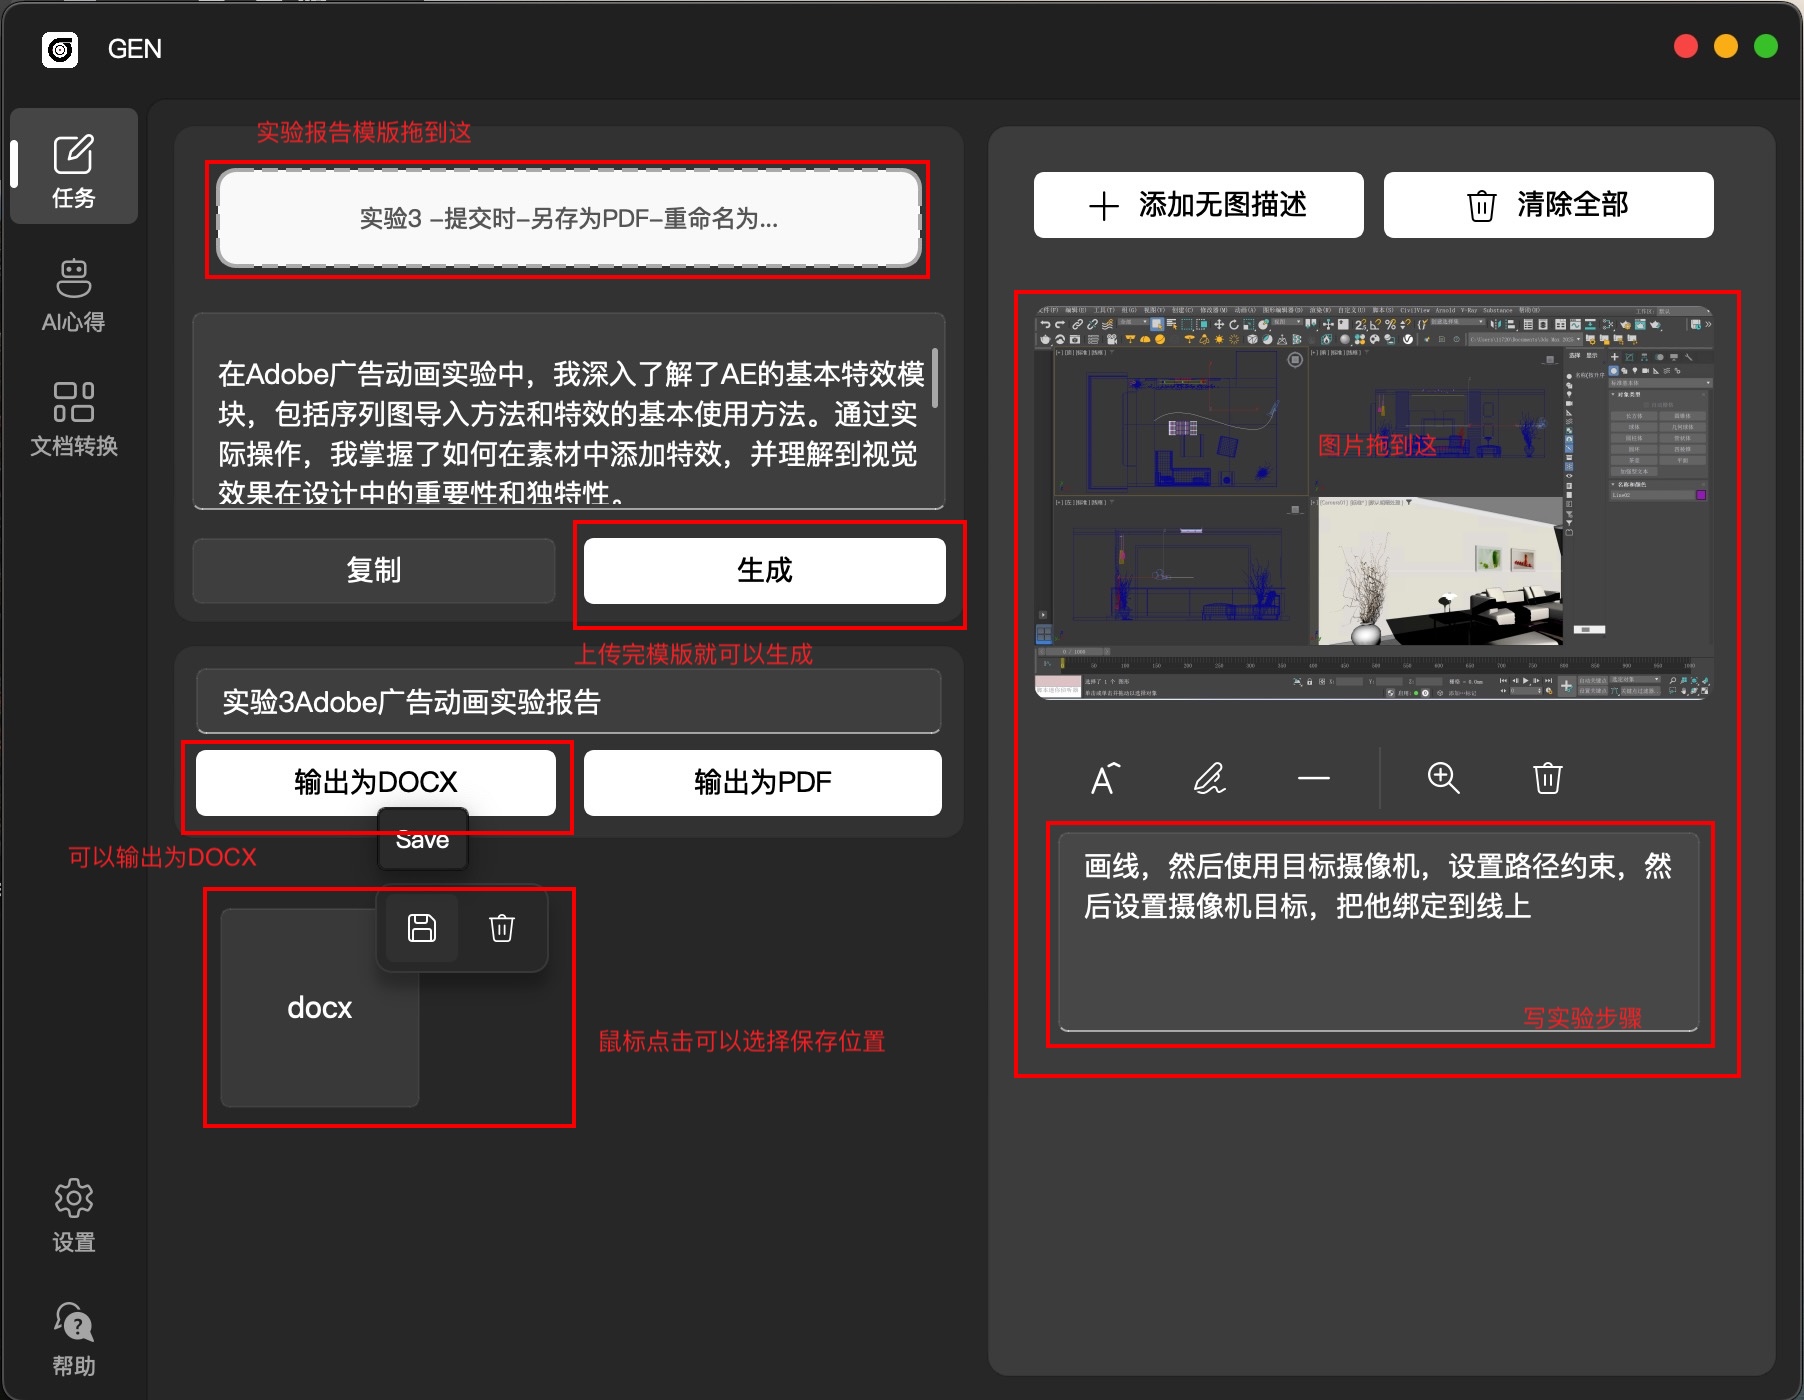 GEN
任务
AI心得
文档转换
设置
帮助
实验报告模版拖到这
实验3 -提交时-另存为PDF-重命名为...
在Adobe广告动画实验中，我深入了解了AE的基本特效模
块，包括序列图导入方法和特效的基本使用方法。通过实
际操作，我掌握了如何在素材中添加特效，并理解到视觉
效果在设计中的重要性和独特性。
复制
生成
上传完模版就可以生成
实验3Adobe广告动画实验报告
输出为DOCX
输出为PDF
Save
可以输出为DOCX
docx
鼠标点击可以选择保存位置
添加无图描述
清除全部
图片拖到这
画线，然后使用目标摄像机，设置路径约束，然
后设置摄像机目标，把他绑定到线上
写实验步骤